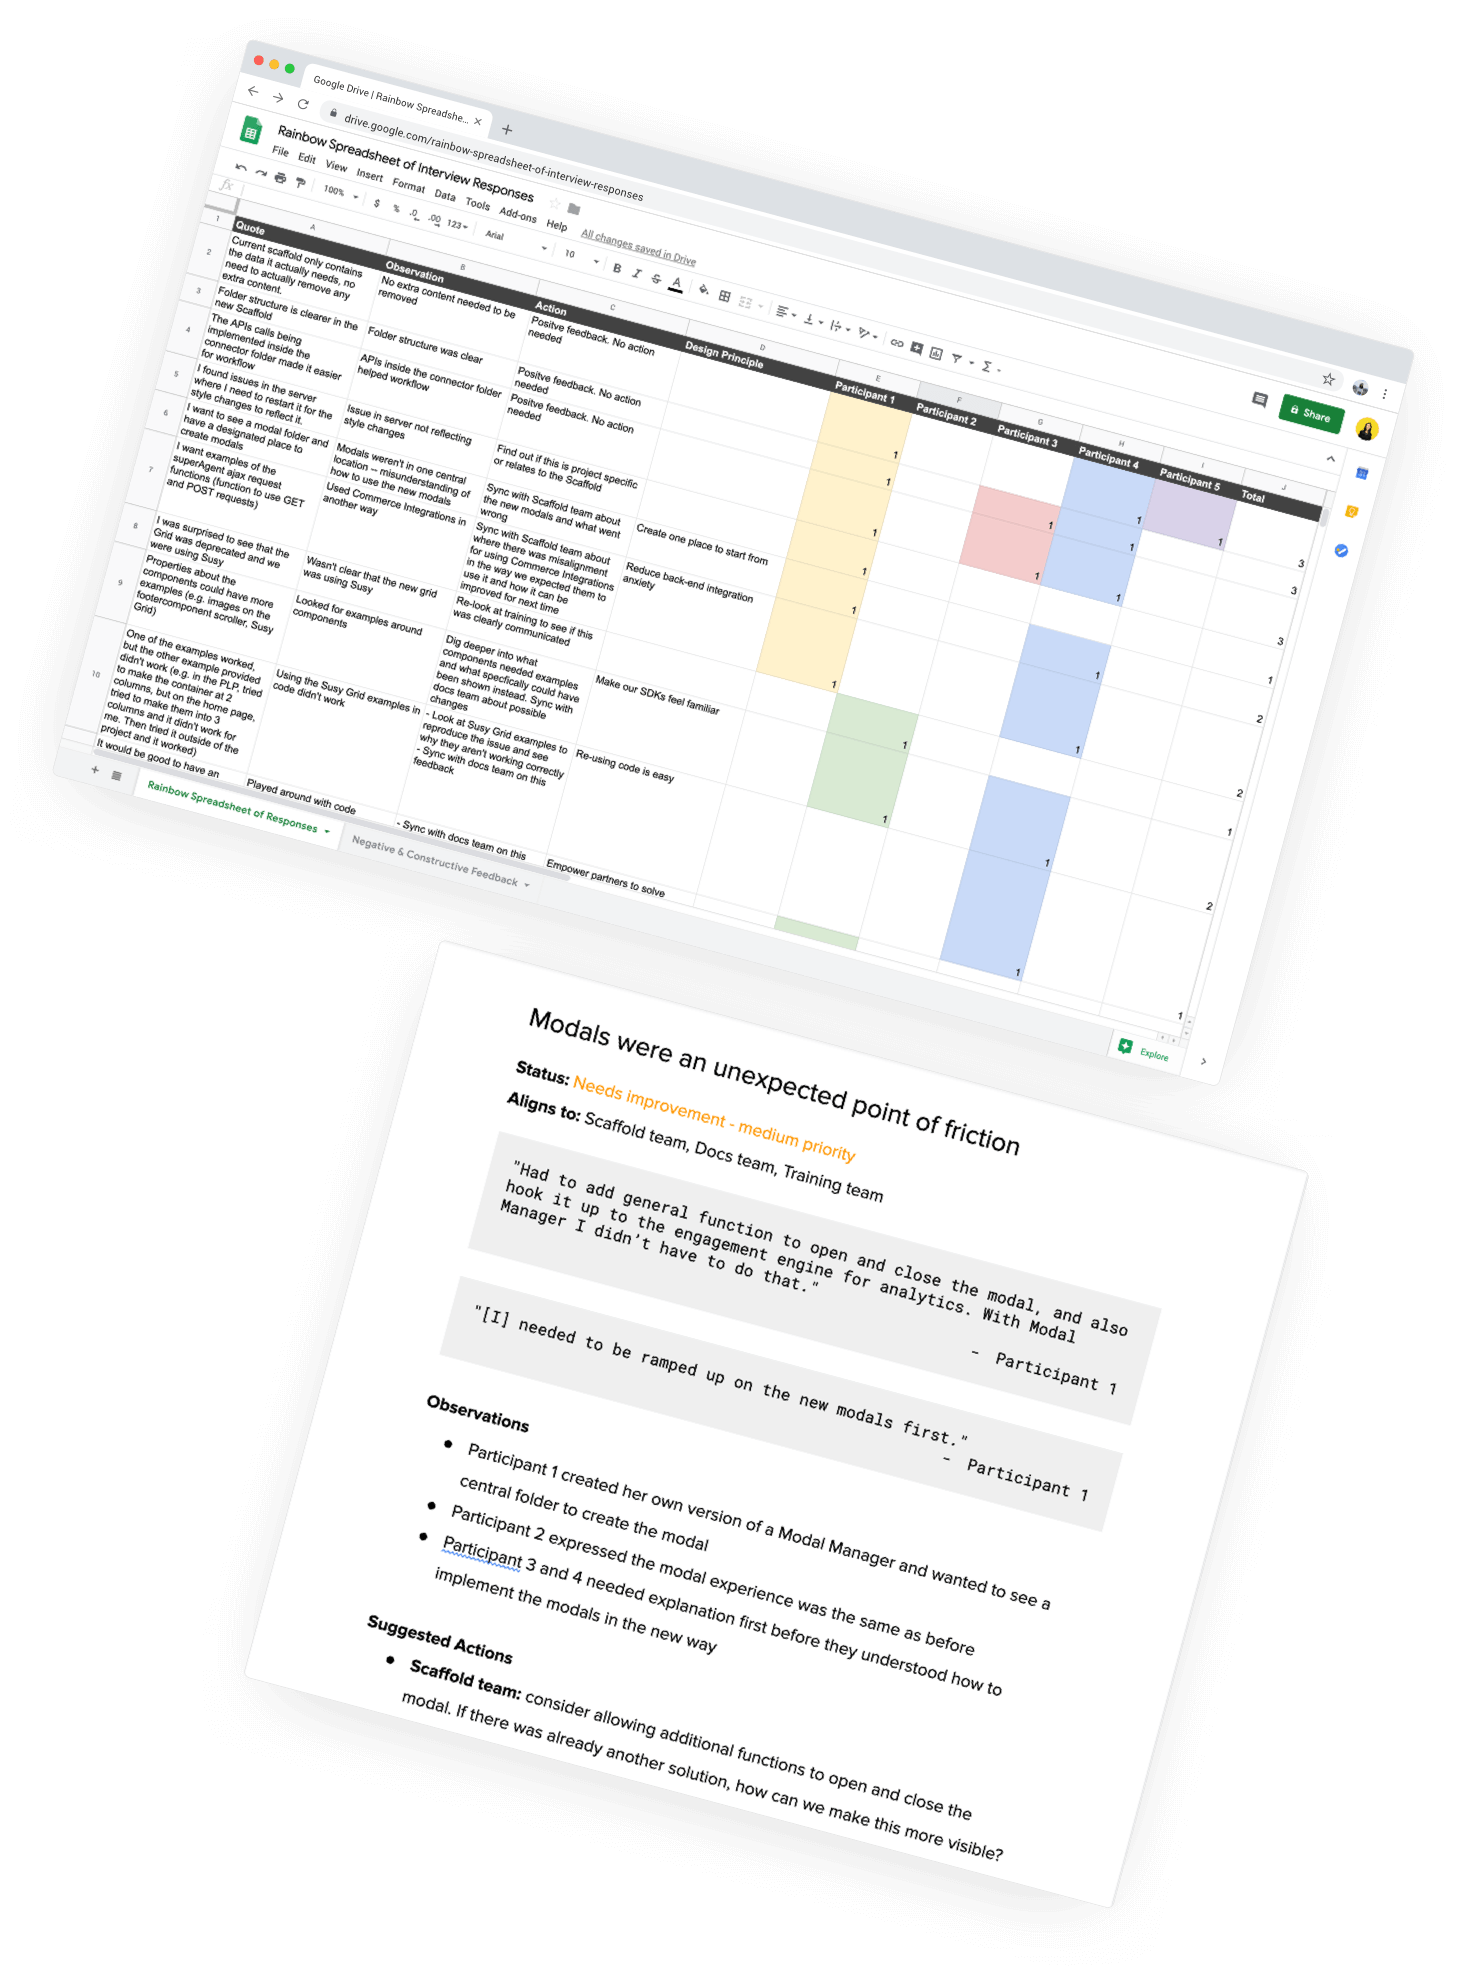 Google Drive | Rainbow Spreadshe...
drive.google.com/rainbow-spreadsheet-of-interview-responses
Rainbow Spreadsheet of Interview Responses
File Edit View Insert Format Data Tools Add-ons Help All changes saved in Drive
100% $ % .0 .00 123 Arial 10 B I S A
Share
fx
A B C D E F G H I J
1 Quote Observation Action Design Principle Participant 1 Participant 2 Participant 3 Participant 4 Participant 5 Total
2
Current scaffold only contains
the data it actually needs, no
need to actually remove any
extra content.
No extra content needed to be
removed
Positve feedback. No action
needed
1
1
1
3
3
Folder structure is clearer in the
new Scaffold
Folder structure was clear
Positve feedback. No action
needed
1
1
1
3
4
The APIs calls being
implemented inside the
connector folder made it easier
for workflow
APIs inside the connector folder
helped workflow
Positve feedback. No action
needed
1
1
1
3
5
I found issues in the server
where I need to restart it for the
style changes to reflect it.
Issue in server not reflecting
style changes
Find out if this is project specific
or relates to the Scaffold
1
1
6
I want to see a modal folder and
have a designated place to
create modals
Modals weren't in one central
location -- misunderstanding of
how to use the new modals
Sync with Scaffold team about
the new modals and what went
wrong
Create one place to start from
1
1
2
7
I want examples of the
superAgent ajax request
functions (function to use GET
and POST requests)
Used Commerce Integrations in
another way
Sync with Scaffold team about
where there was misalignment
for using Commerce Integrations
in the way we expected them to
use it and how it can be
improved for next time
Reduce back-end integration
anxiety
1
1
2
8
I was surprised to see that the
Grid was deprecated and we
were using Susy
Wasn't clear that the new grid
was using Susy
Re-look at training to see if this
was clearly communicated
1
1
9
Properties about the
components could have more
examples (e.g. images on the
footercomponent scroller, Susy
Grid)
Looked for examples around
components
Dig deeper into what
components needed examples
and what specfically could have
been shown instead. Sync with
docs team about possible
changes
Make our SDKs feel familiar
1
1
2
10
One of the examples worked,
but the other example provided
didn't work (e.g. in the PLP, tried
to make the container at 2
columns, but on the home page,
tried to make them into 3
columns and it didn't work for
me. Then tried it outside of the
project and it worked)
Using the Susy Grid examples in
code didn't work
- Look at Susy Grid examples to
reproduce the issue and see
why they aren't working correctly
- Sync with docs team on this
feedback
Re-using code is easy
1
1
It would be good to have an
Played around with code
- Sync with docs team on this
Empower partners to solve
Rainbow Spreadsheet of Responses
Negative & Constructive Feedback
Explore
Modals were an unexpected point of friction
Status: Needs improvement - medium priority
Aligns to: Scaffold team, Docs team, Training team
"Had to add general function to open and close the modal, and also
hook it up to the engagement engine for analytics. With Modal
Manager I didn't have to do that."
- Participant 1
"[I] needed to be ramped up on the new modals first."
- Participant 1
Observations
● Participant 1 created her own version of a Modal Manager and wanted to see a
central folder to create the modal
● Participant 2 expressed the modal experience was the same as before
● Participant 3 and 4 needed explanation first before they understood how to
implement the modals in the new way
Suggested Actions
● Scaffold team: consider allowing additional functions to open and close the
modal. If there was already another solution, how can we make this more visible?